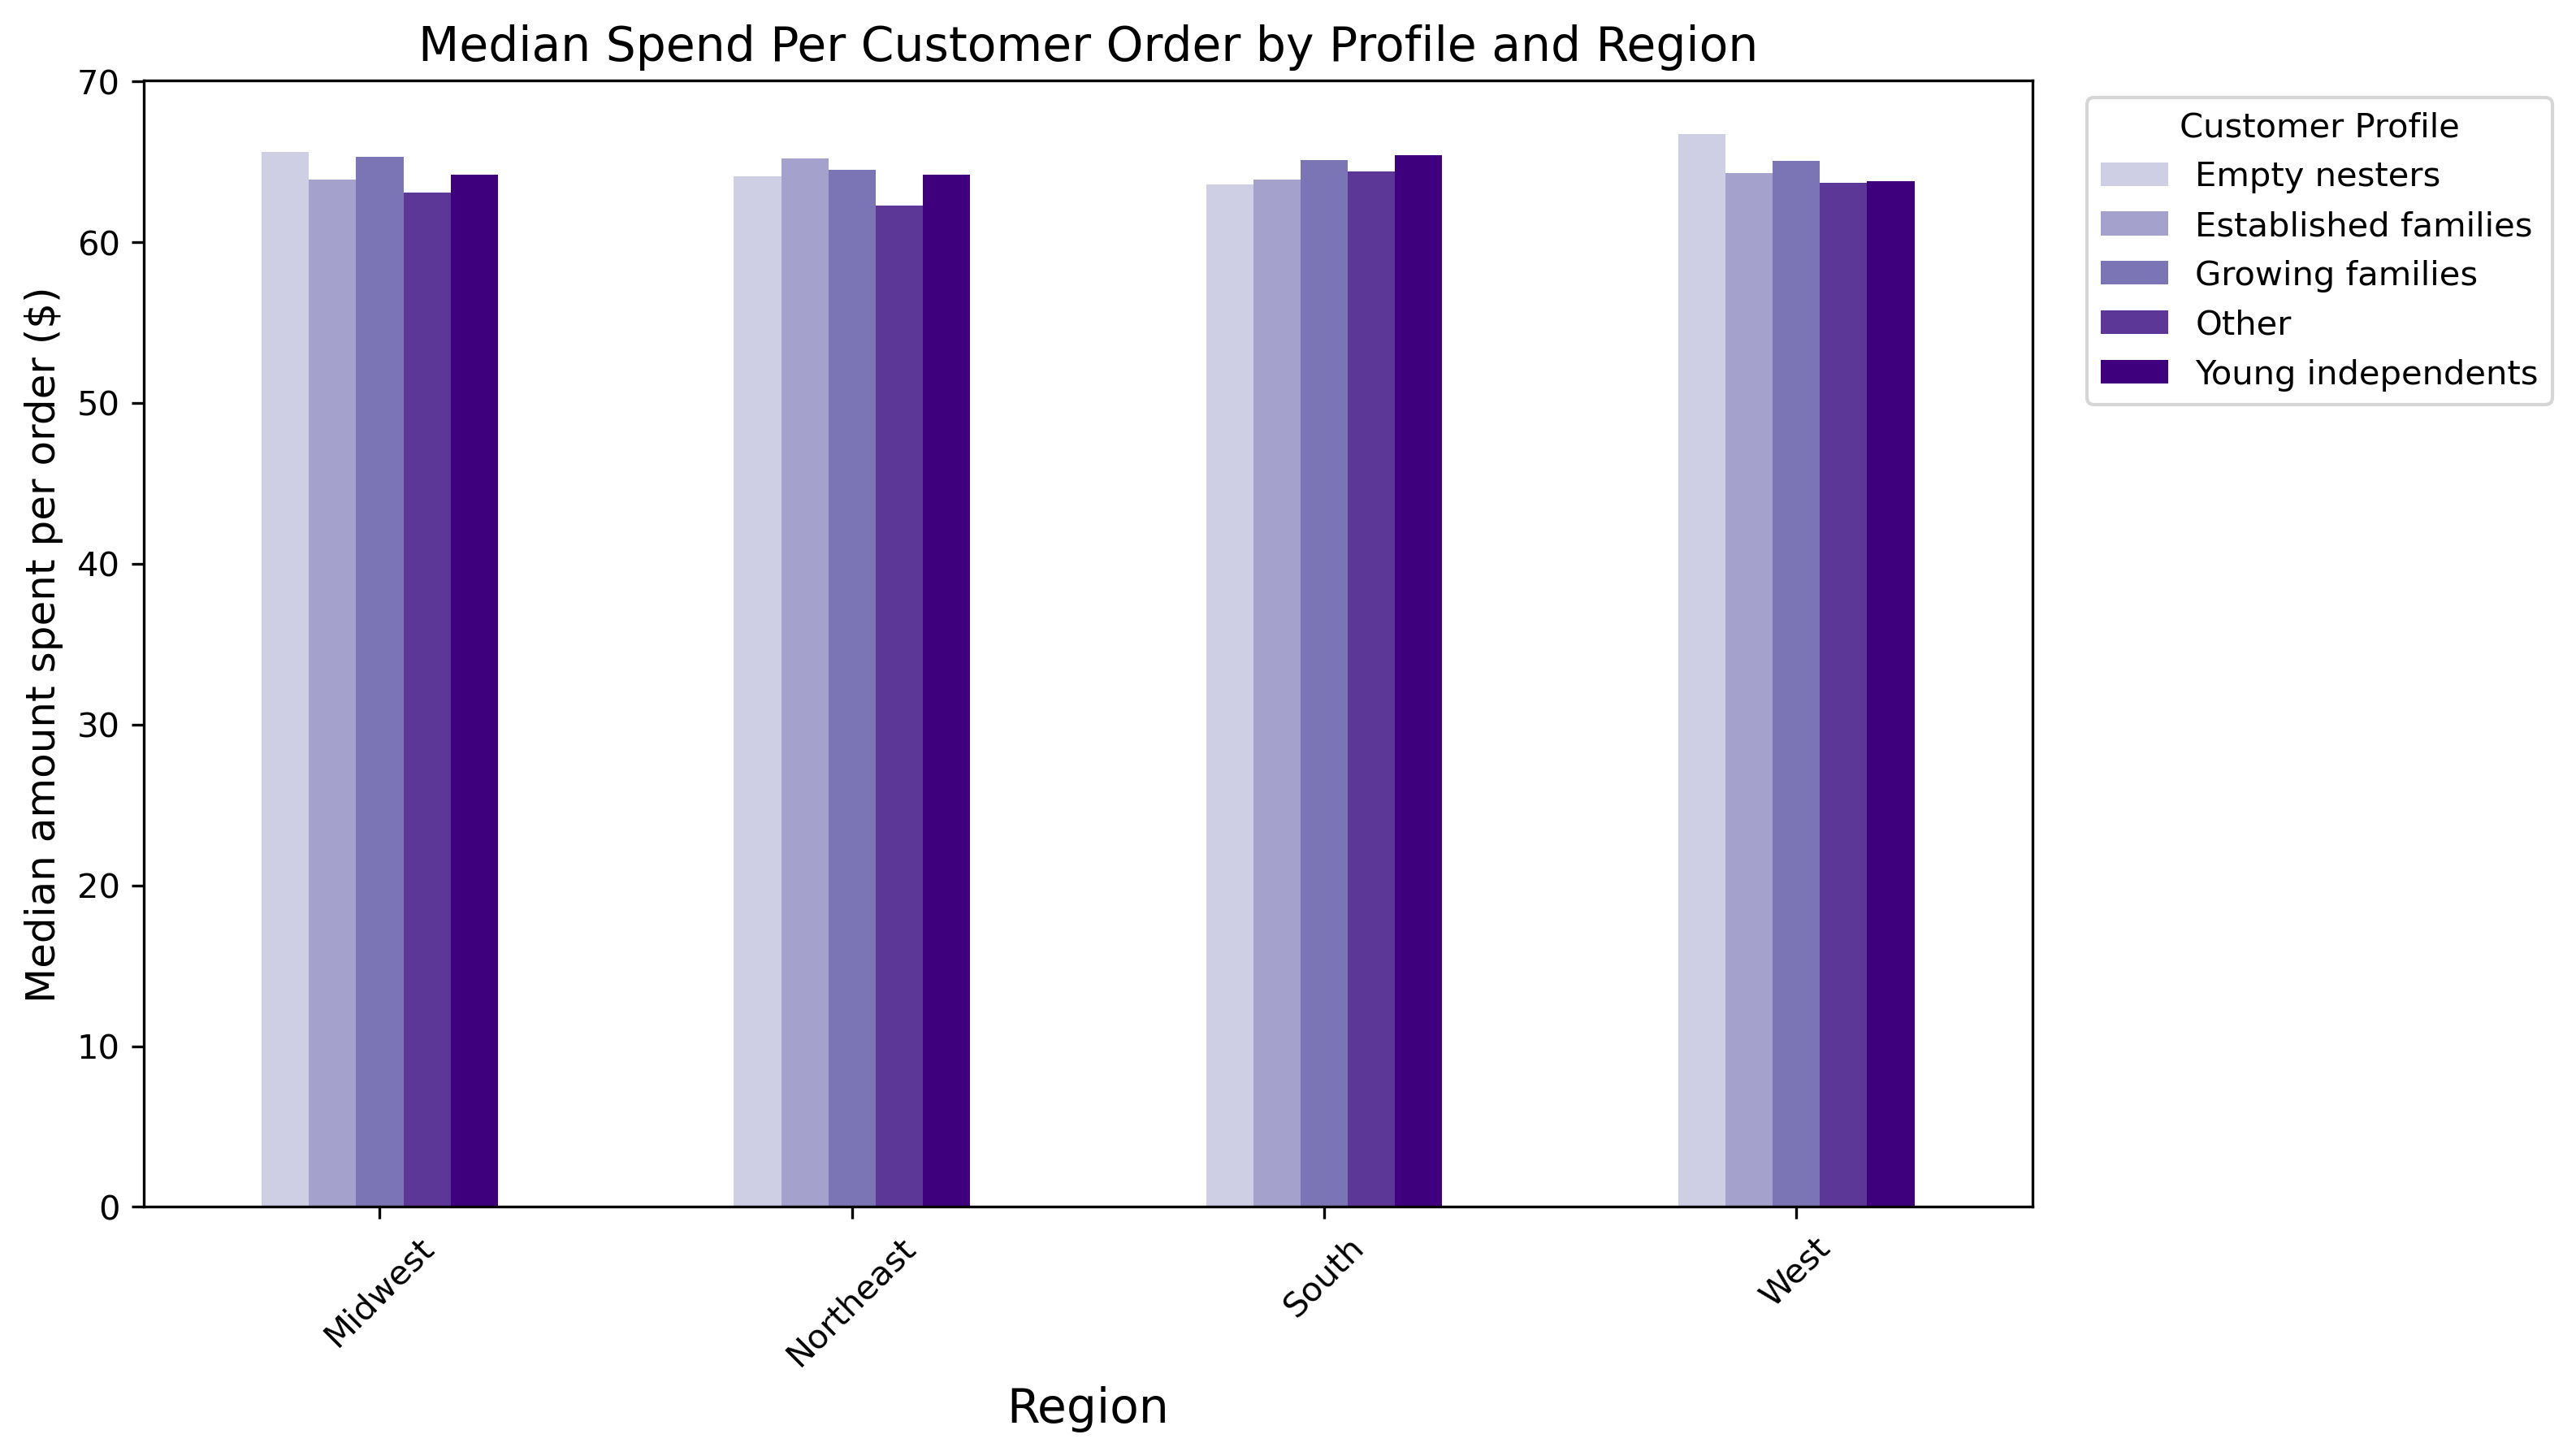 Median Spend Per Customer Order by Profile and Region
Median amount spent per order ($)
70
60
50
40
30
20
10
0
Midwest
Northeast
South
West
Region
Customer Profile
Empty nesters
Established families
Growing families
Other
Young independents